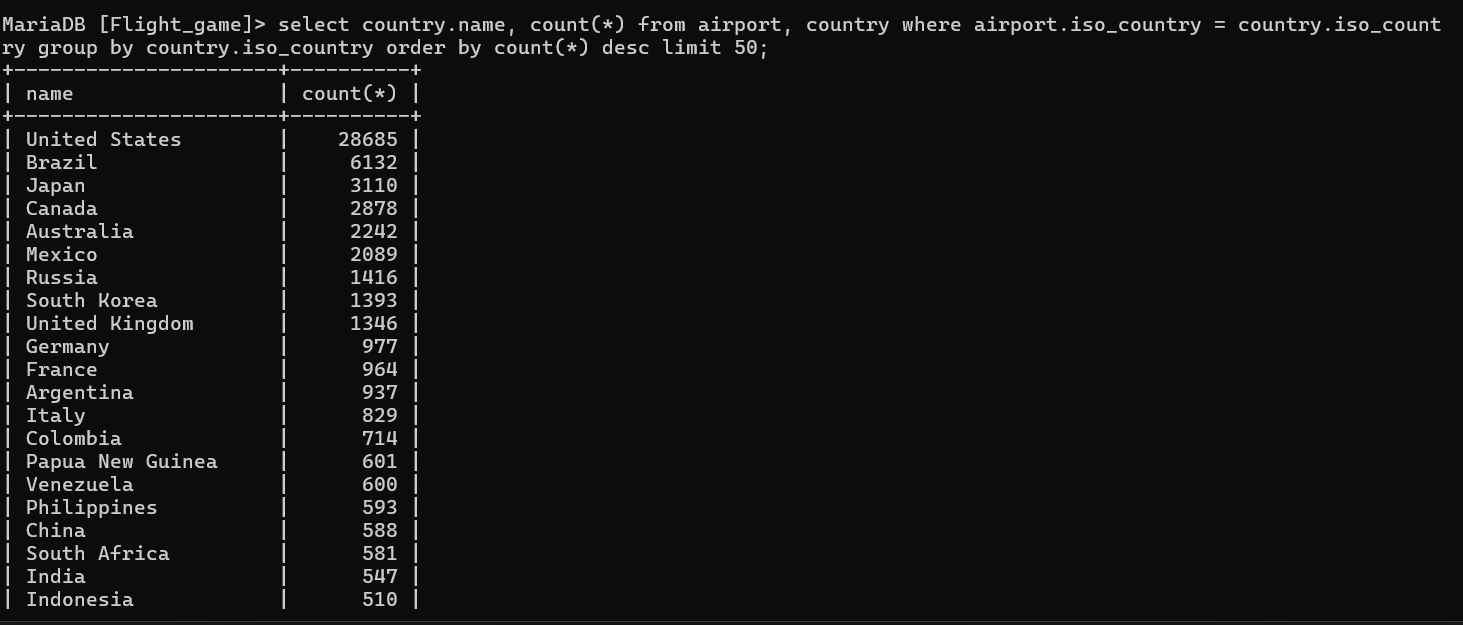 MariaDB [Flight_game]> select country.name, count(*) from airport, country where airport.iso_country = country.iso_count
ry group by country.iso_country order by count(*) desc limit 50;
+----------------------+----------+
| name                 | count(*) |
+----------------------+----------+
| United States        |    28685 |
| Brazil               |     6132 |
| Japan                |     3110 |
| Canada               |     2878 |
| Australia            |     2242 |
| Mexico               |     2089 |
| Russia               |     1416 |
| South Korea          |     1393 |
| United Kingdom       |     1346 |
| Germany              |      977 |
| France               |      964 |
| Argentina            |      937 |
| Italy                |      829 |
| Colombia             |      714 |
| Papua New Guinea     |      601 |
| Venezuela            |      600 |
| Philippines          |      593 |
| China                |      588 |
| South Africa         |      581 |
| India                |      547 |
| Indonesia            |      510 |